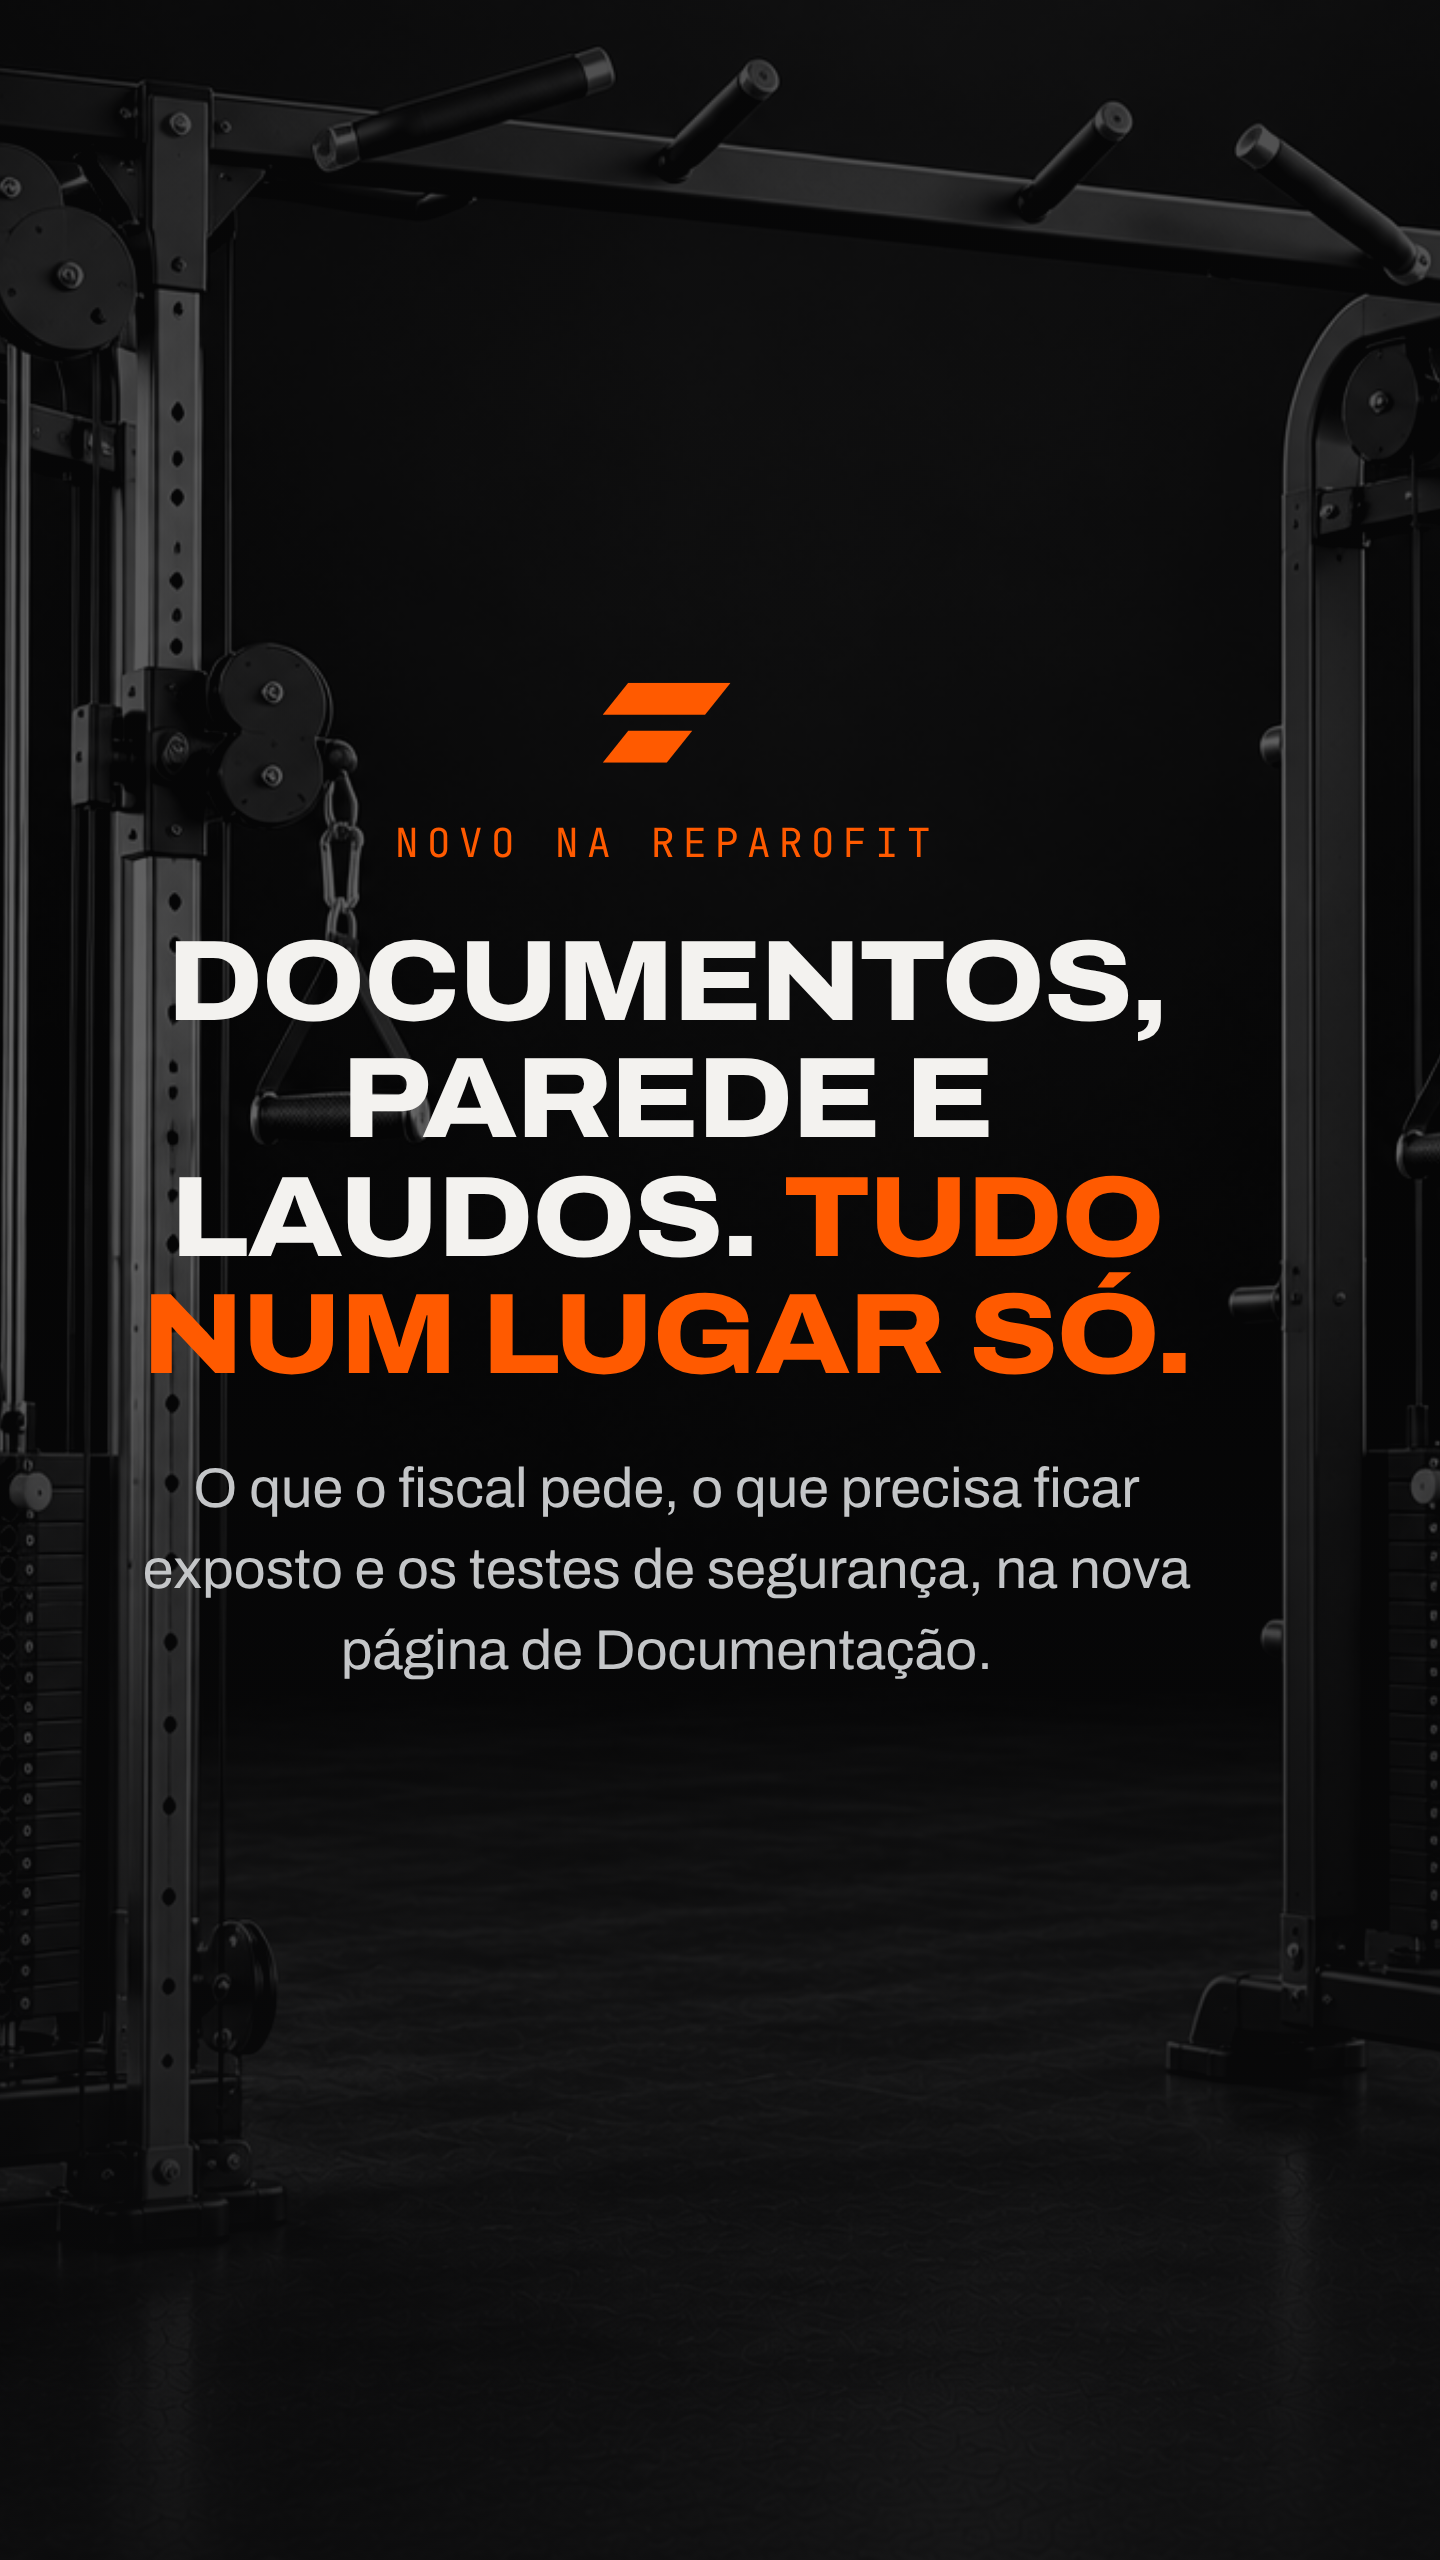 NOVO NA REPAROFIT
DOCUMENTOS,
PAREDE E
LAUDOS. TUDO
NUM LUGAR SÓ.
O que o fiscal pede, o que precisa ficar
exposto e os testes de segurança, na nova
página de Documentação.